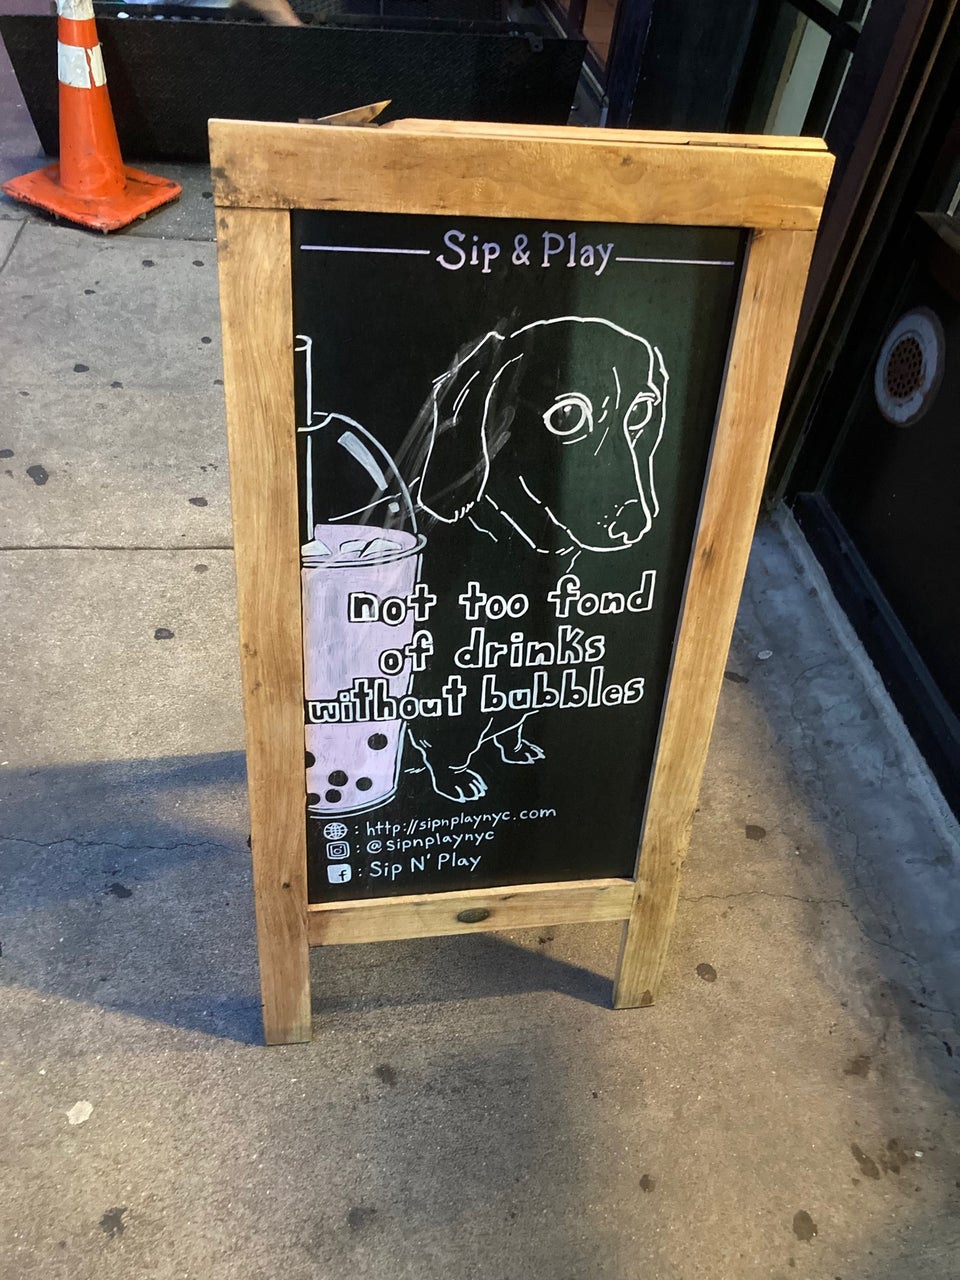 Sip & Play
not too fond
of drinks
without bubbles
: http://sipnplaynyc.com
: @sipnplaynyc
f : Sip N' Play